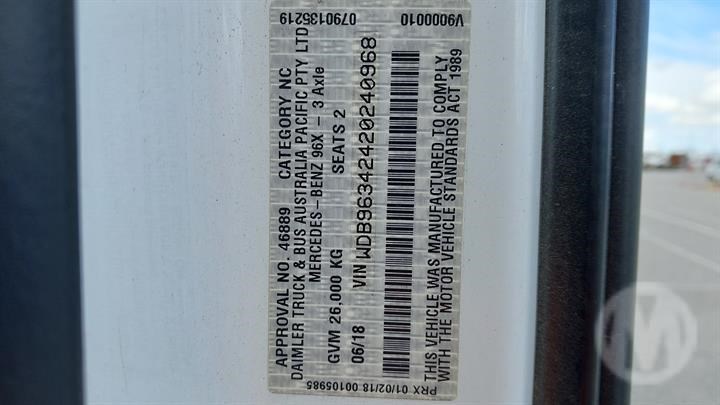 0790135219 V9000010
APPROVAL NO. 46889 CATEGORY NC
DAIMLER TRUCK & BUS AUSTRALIA PACIFIC PTY LTD
MERCEDES-BENZ 96X - 3 Axle
GVM 26,000 KG SEATS 2
06/18 VIN WDB96342420240968
THIS VEHICLE WAS MANUFACTURED TO COMPLY
WITH THE MOTOR VEHICLE STANDARDS ACT 1989
PRX 01/02/18 00105985
M